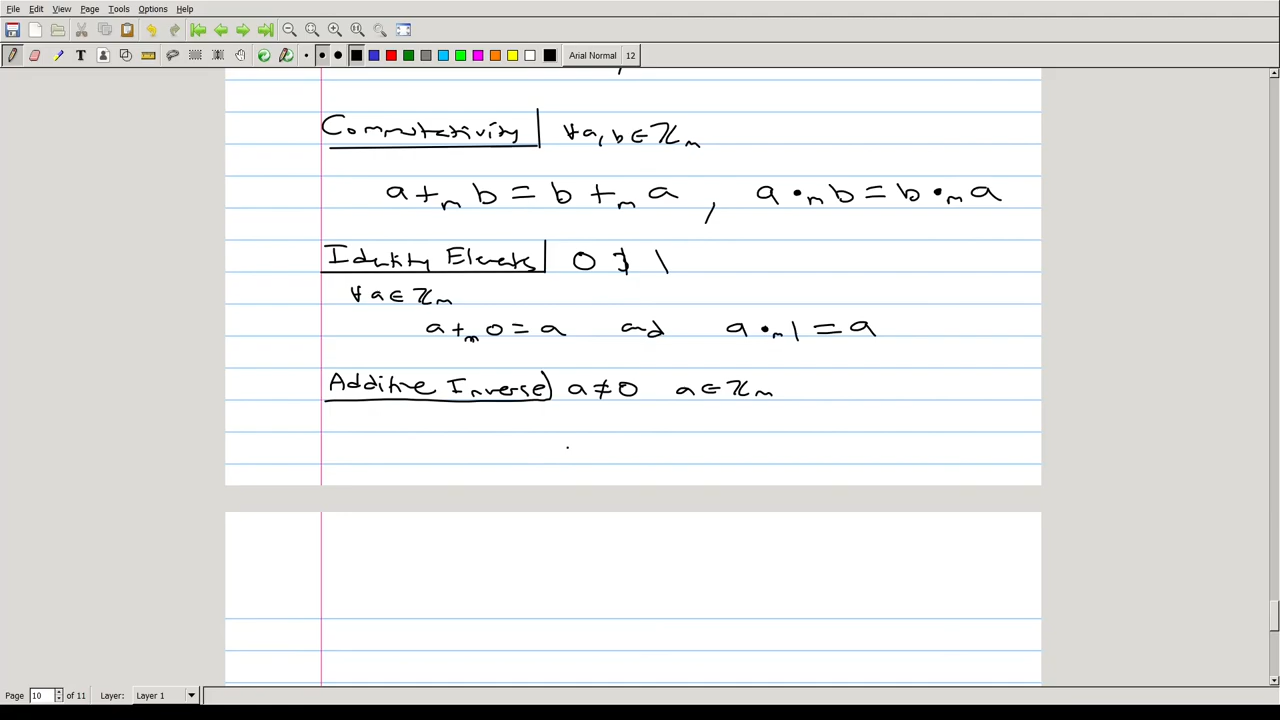 File Edit View Page Tools Options Help
T Arial Normal 12
Commutativity ∀a,b∈ℤm
a +m b = b +m a , a •m b = b •m a
Identity Elements 0 & 1
∀a∈ℤm
a +m 0 = a and a •m 1 = a
Additive Inverse a≠0 a∈ℤm
Page 10 of 11 Layer: Layer 1